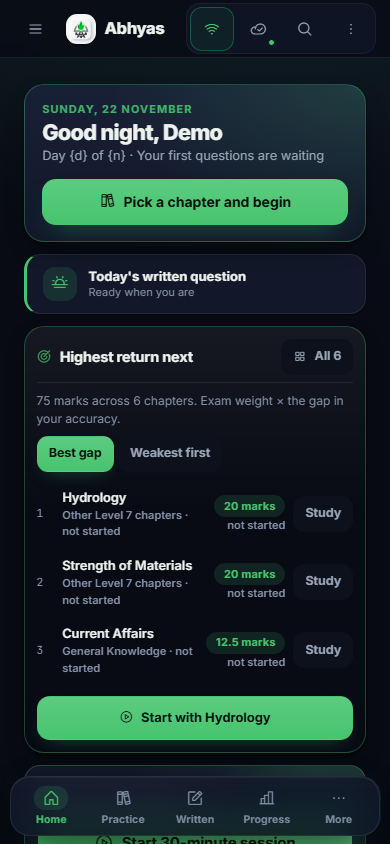 Abhyas
SUNDAY, 22 NOVEMBER
Good night, Demo
Day {d} of {n} · Your first questions are waiting
Pick a chapter and begin
Today's written question
Ready when you are
Highest return next
All 6
75 marks across 6 chapters. Exam weight × the gap in
your accuracy.
Best gap
Weakest first
1
Hydrology
Other Level 7 chapters ·
not started
20 marks
not started
Study
2
Strength of Materials
Other Level 7 chapters ·
not started
20 marks
not started
Study
3
Current Affairs
General Knowledge · not
started
12.5 marks
not started
Study
Start with Hydrology
Start 30-minute session
Home
Practice
Written
Progress
More